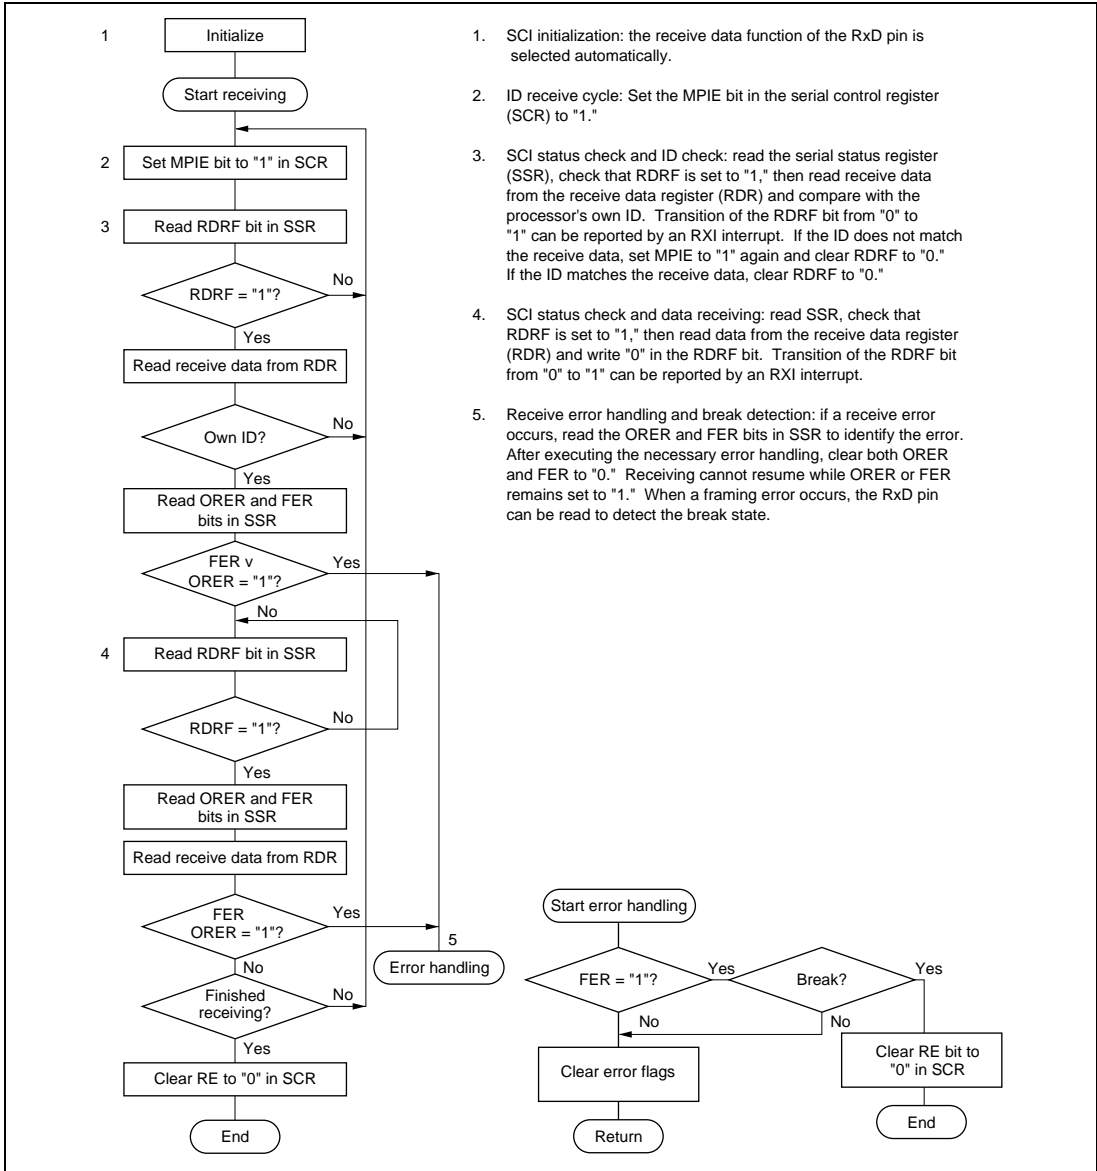 1
Initialize
Start receiving
2
Set MPIE bit to "1" in SCR
3
Read RDRF bit in SSR
RDRF = "1"?
No
Yes
Read receive data from RDR
Own ID?
No
Yes
Read ORER and FER
bits in SSR
FER v
ORER = "1"?
Yes
No
4
Read RDRF bit in SSR
RDRF = "1"?
No
Yes
Read ORER and FER
bits in SSR
Read receive data from RDR
FER
ORER = "1"?
Yes
5
Error handling
No
Finished
receiving?
No
Yes
Clear RE to "0" in SCR
End
1. SCI initialization: the receive data function of the RxD pin is
selected automatically.
2. ID receive cycle: Set the MPIE bit in the serial control register
(SCR) to "1."
3. SCI status check and ID check: read the serial status register
(SSR), check that RDRF is set to "1," then read receive data
from the receive data register (RDR) and compare with the
processor's own ID. Transition of the RDRF bit from "0" to
"1" can be reported by an RXI interrupt. If the ID does not match
the receive data, set MPIE to "1" again and clear RDRF to "0."
If the ID matches the receive data, clear RDRF to "0."
4. SCI status check and data receiving: read SSR, check that
RDRF is set to "1," then read data from the receive data register
(RDR) and write "0" in the RDRF bit. Transition of the RDRF bit
from "0" to "1" can be reported by an RXI interrupt.
5. Receive error handling and break detection: if a receive error
occurs, read the ORER and FER bits in SSR to identify the error.
After executing the necessary error handling, clear both ORER
and FER to "0." Receiving cannot resume while ORER or FER
remains set to "1." When a framing error occurs, the RxD pin
can be read to detect the break state.
Start error handling
FER = "1"?
Yes
Break?
Yes
No
No
Clear error flags
Clear RE bit to
"0" in SCR
Return
End